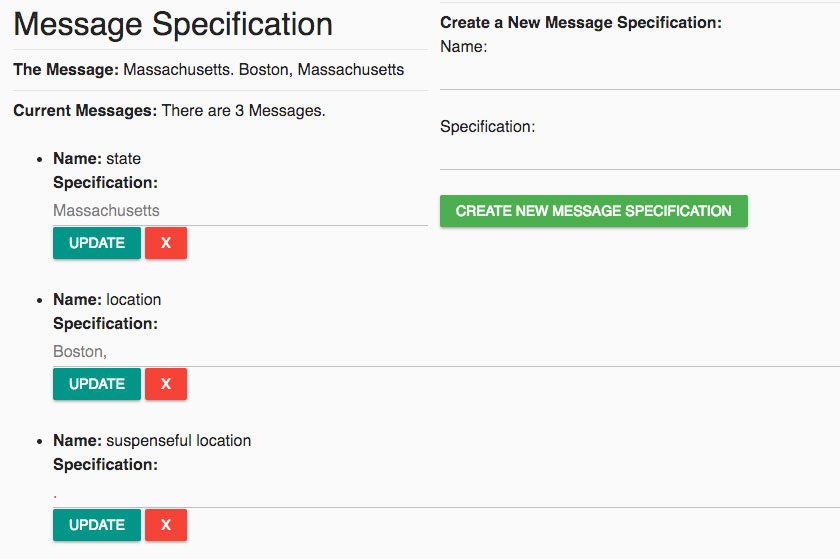 Message Specification
The Message: Massachusetts. Boston, Massachusetts
Current Messages: There are 3 Messages.
Name: state
Specification:
Massachusetts
UPDATE X
Name: location
Specification:
Boston,
UPDATE X
Name: suspenseful location
Specification:
.
UPDATE X
Create a New Message Specification:
Name:
Specification:
CREATE NEW MESSAGE SPECIFICATION